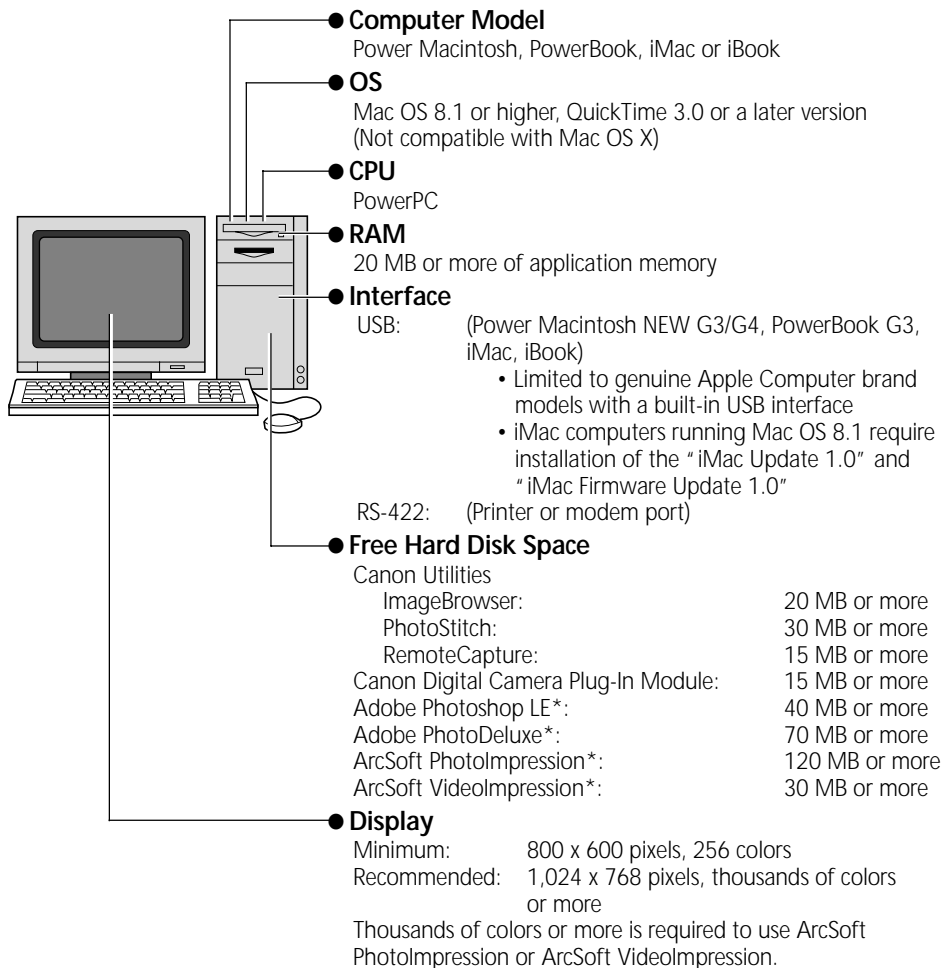 ● Computer Model
Power Macintosh, PowerBook, iMac or iBook
● OS
Mac OS 8.1 or higher, QuickTime 3.0 or a later version
(Not compatible with Mac OS X)
● CPU
PowerPC
● RAM
20 MB or more of application memory
● Interface
USB: (Power Macintosh NEW G3/G4, PowerBook G3,
iMac, iBook)
• Limited to genuine Apple Computer brand
models with a built-in USB interface
• iMac computers running Mac OS 8.1 require
installation of the "iMac Update 1.0" and
"iMac Firmware Update 1.0"
RS-422: (Printer or modem port)
● Free Hard Disk Space
Canon Utilities
ImageBrowser: 20 MB or more
PhotoStitch: 30 MB or more
RemoteCapture: 15 MB or more
Canon Digital Camera Plug-In Module: 15 MB or more
Adobe Photoshop LE*: 40 MB or more
Adobe PhotoDeluxe*: 70 MB or more
ArcSoft PhotoImpression*: 120 MB or more
ArcSoft VideoImpression*: 30 MB or more
● Display
Minimum: 800 x 600 pixels, 256 colors
Recommended: 1,024 x 768 pixels, thousands of colors
or more
Thousands of colors or more is required to use ArcSoft
PhotoImpression or ArcSoft VideoImpression.